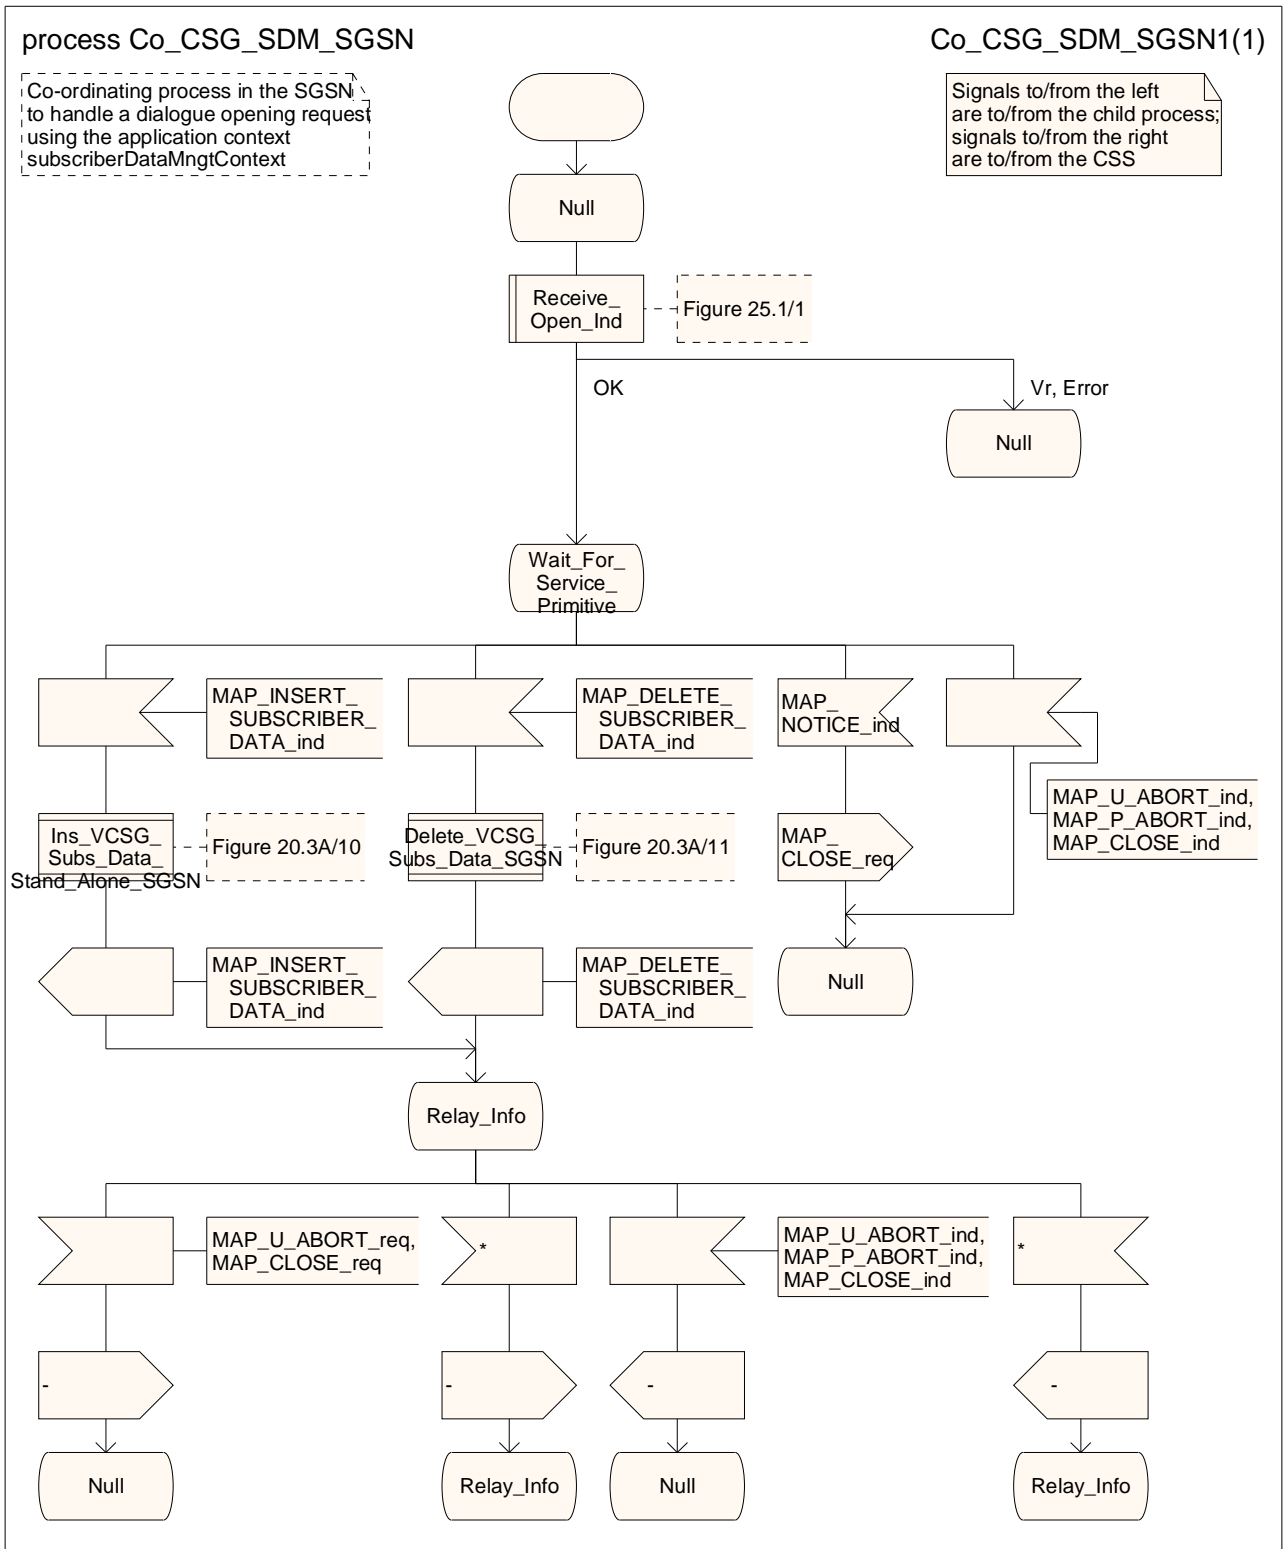 process Co_CSG_SDM_SGSN
Co_CSG_SDM_SGSN1(1)
Co-ordinating process in the SGSN
to handle a dialogue opening request
using the application context
subscriberDataMngtContext
Signals to/from the left
are to/from the child process;
signals to/from the right
are to/from the CSS
Null
Receive_
Open_Ind
Figure 25.1/1
OK
Vr, Error
Null
Wait_For_
Service_
Primitive
MAP_INSERT_
SUBSCRIBER_
DATA_ind
MAP_DELETE_
SUBSCRIBER_
DATA_ind
MAP_
NOTICE_ind
MAP_U_ABORT_ind,
MAP_P_ABORT_ind,
MAP_CLOSE_ind
Ins_VCSG_
Subs_Data_
Stand_Alone_SGSN
Figure 20.3A/10
Delete_VCSG_
Subs_Data_SGSN
Figure 20.3A/11
MAP_
CLOSE_req
MAP_INSERT_
SUBSCRIBER_
DATA_ind
MAP_DELETE_
SUBSCRIBER_
DATA_ind
Null
Relay_Info
MAP_U_ABORT_req,
MAP_CLOSE_req
*
MAP_U_ABORT_ind,
MAP_P_ABORT_ind,
MAP_CLOSE_ind
*
-
-
-
-
Null
Relay_Info
Null
Relay_Info